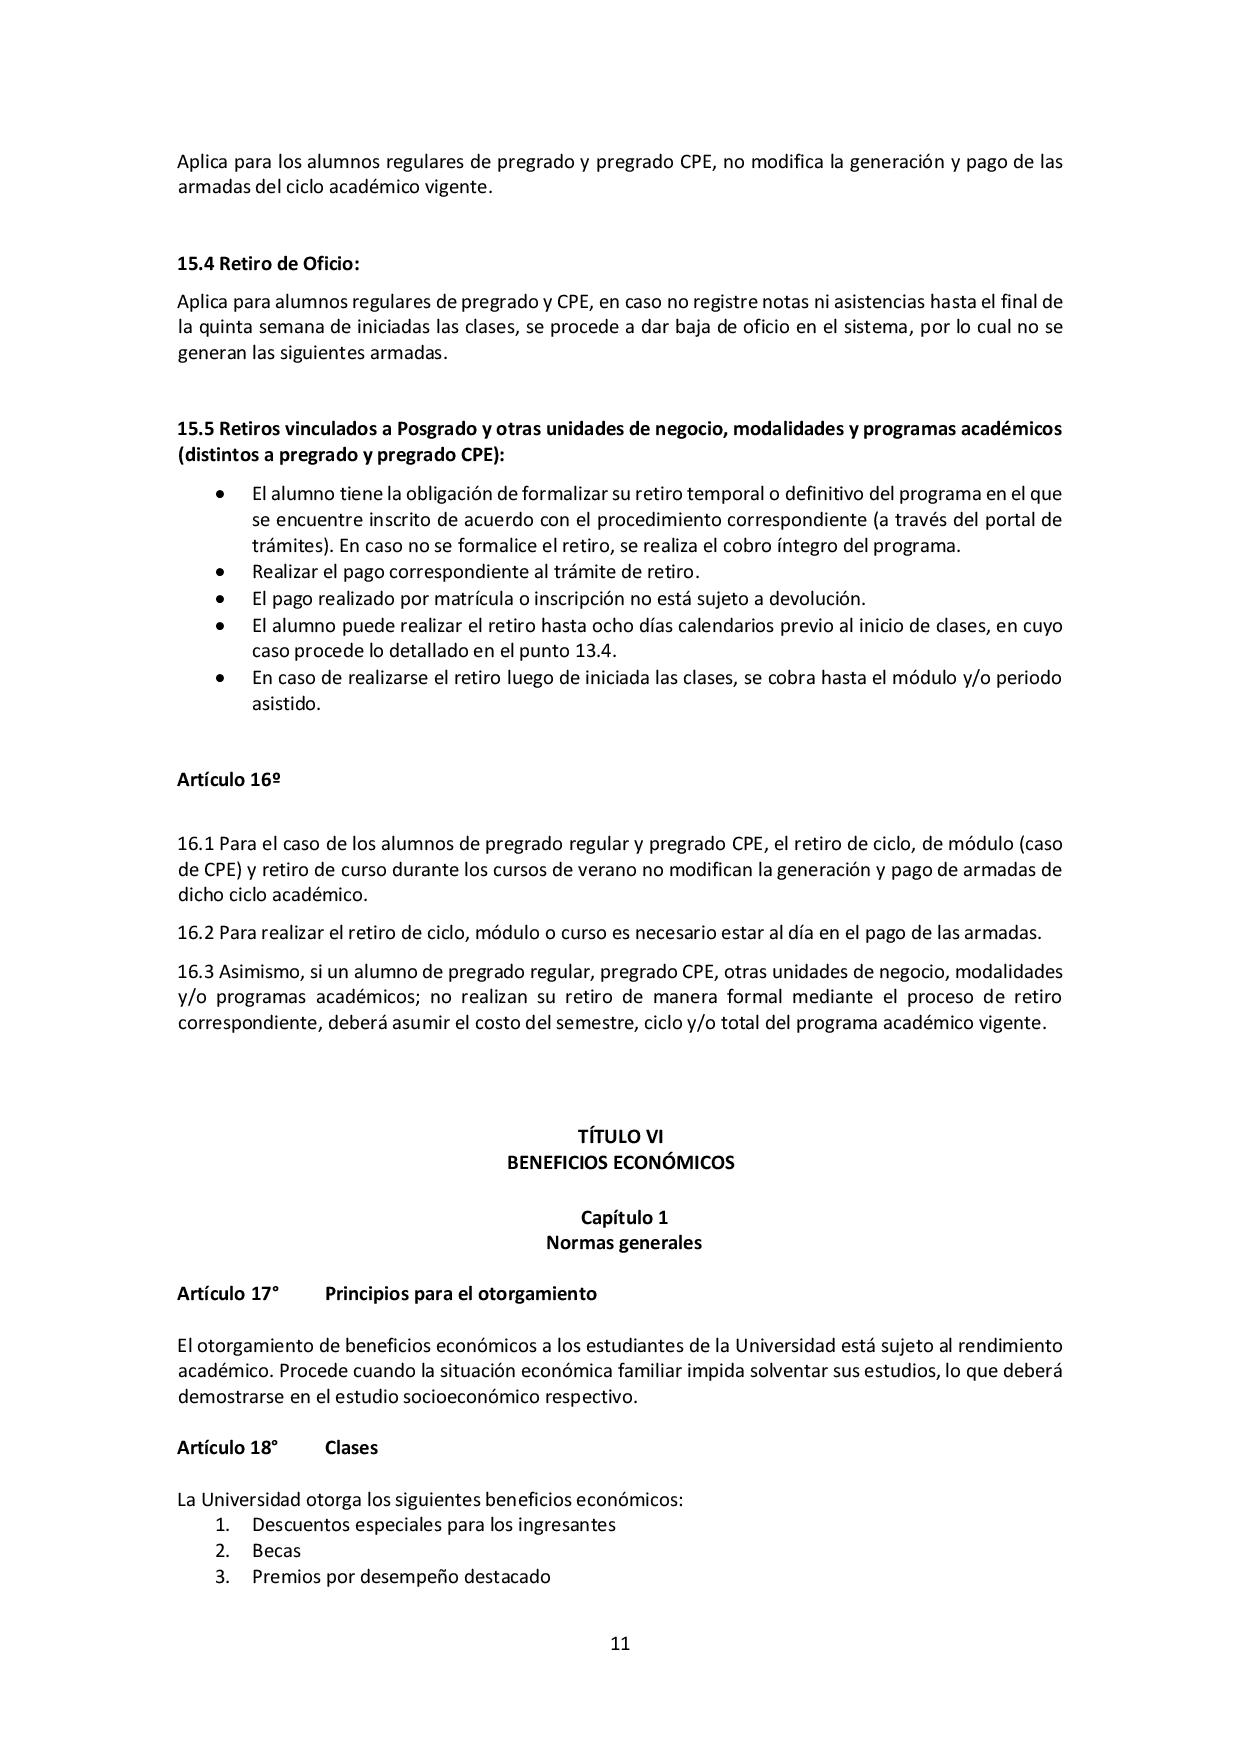 Aplica para los alumnos regulares de pregrado y pregrado CPE, no modifica la generación y pago de las
armadas del ciclo académico vigente.
15.4 Retiro de Oficio:
Aplica para alumnos regulares de pregrado y CPE, en caso no registre notas ni asistencias hasta el final de
la quinta semana de iniciadas las clases, se procede a dar baja de oficio en el sistema, por lo cual no se
generan las siguientes armadas.
15.5 Retiros vinculados a Posgrado y otras unidades de negocio, modalidades y programas académicos
(distintos a pregrado y pregrado CPE):
• El alumno tiene la obligación de formalizar su retiro temporal o definitivo del programa en el que
se encuentre inscrito de acuerdo con el procedimiento correspondiente (a través del portal de
trámites). En caso no se formalice el retiro, se realiza el cobro íntegro del programa.
• Realizar el pago correspondiente al trámite de retiro.
• El pago realizado por matrícula o inscripción no está sujeto a devolución.
• El alumno puede realizar el retiro hasta ocho días calendarios previo al inicio de clases, en cuyo
caso procede lo detallado en el punto 13.4.
• En caso de realizarse el retiro luego de iniciada las clases, se cobra hasta el módulo y/o periodo
asistido.
Artículo 16º
16.1 Para el caso de los alumnos de pregrado regular y pregrado CPE, el retiro de ciclo, de módulo (caso
de CPE) y retiro de curso durante los cursos de verano no modifican la generación y pago de armadas de
dicho ciclo académico.
16.2 Para realizar el retiro de ciclo, módulo o curso es necesario estar al día en el pago de las armadas.
16.3 Asimismo, si un alumno de pregrado regular, pregrado CPE, otras unidades de negocio, modalidades
y/o programas académicos; no realizan su retiro de manera formal mediante el proceso de retiro
correspondiente, deberá asumir el costo del semestre, ciclo y/o total del programa académico vigente.
TÍTULO VI
BENEFICIOS ECONÓMICOS
Capítulo 1
Normas generales
Artículo 17° Principios para el otorgamiento
El otorgamiento de beneficios económicos a los estudiantes de la Universidad está sujeto al rendimiento
académico. Procede cuando la situación económica familiar impida solventar sus estudios, lo que deberá
demostrarse en el estudio socioeconómico respectivo.
Artículo 18° Clases
La Universidad otorga los siguientes beneficios económicos:
1. Descuentos especiales para los ingresantes
2. Becas
3. Premios por desempeño destacado
11